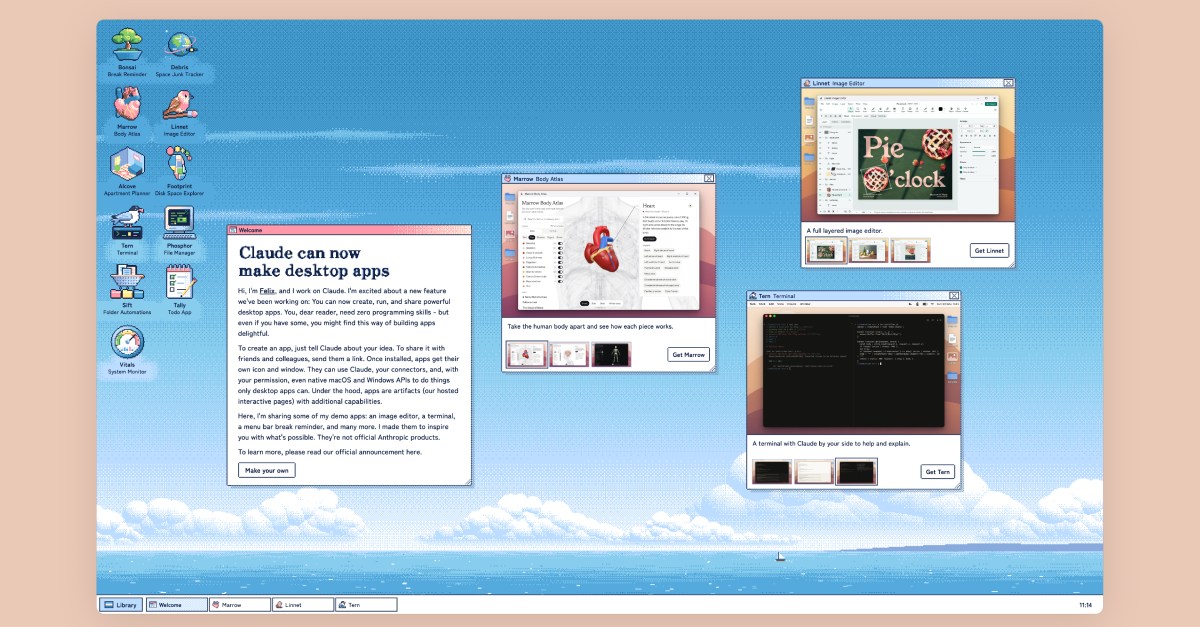 Bonsai
Break Reminder
Debris
Space Junk Tracker
Marrow
Body Atlas
Linnet
Image Editor
Alcove
Apartment Planner
Footprint
Disk Space Explorer
Tern
Terminal
Phosphor
File Manager
Sift
Folder Automations
Tally
Todo App
Vitals
System Monitor
Welcome
Claude can now
make desktop apps
Hi, I'm Felix, and I work on Claude. I'm excited about a new feature
we've been working on: You can now create, run, and share powerful
desktop apps. You, dear reader, need zero programming skills - but
even if you have some, you might find this way of building apps
delightful.
To create an app, just tell Claude about your idea. To share it with
friends and colleagues, send them a link. Once installed, apps get their
own icon and window. They can use Claude, your connectors, and, with
your permission, even native macOS and Windows APIs to do things
only desktop apps can. Under the hood, apps are artifacts (our hosted
interactive pages) with additional capabilities.
Here, I'm sharing some of my demo apps: an image editor, a terminal,
a menu bar break reminder, and many more. I made them to inspire
you with what's possible. They're not official Anthropic products.
To learn more, please read our official announcement here.
Make your own
Marrow Body Atlas
Marrow Body Atlas
Heart
Take the human body apart and see how each piece works.
Get Marrow
Linnet Image Editor
Pie
o'clock
A full layered image editor.
Get Linnet
Tern Terminal
A terminal with Claude by your side to help and explain.
Get Tern
Library
Welcome
Marrow
Linnet
Tern
11:14